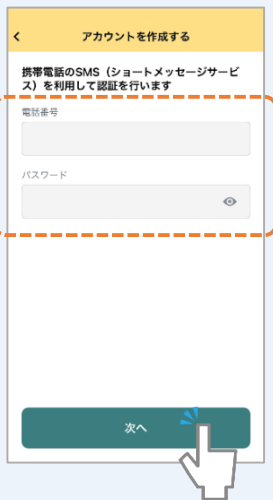 アカウントを作成する
携帯電話のSMS（ショートメッセージサービ
ス）を利用して認証を行います
電話番号
パスワード
次へ